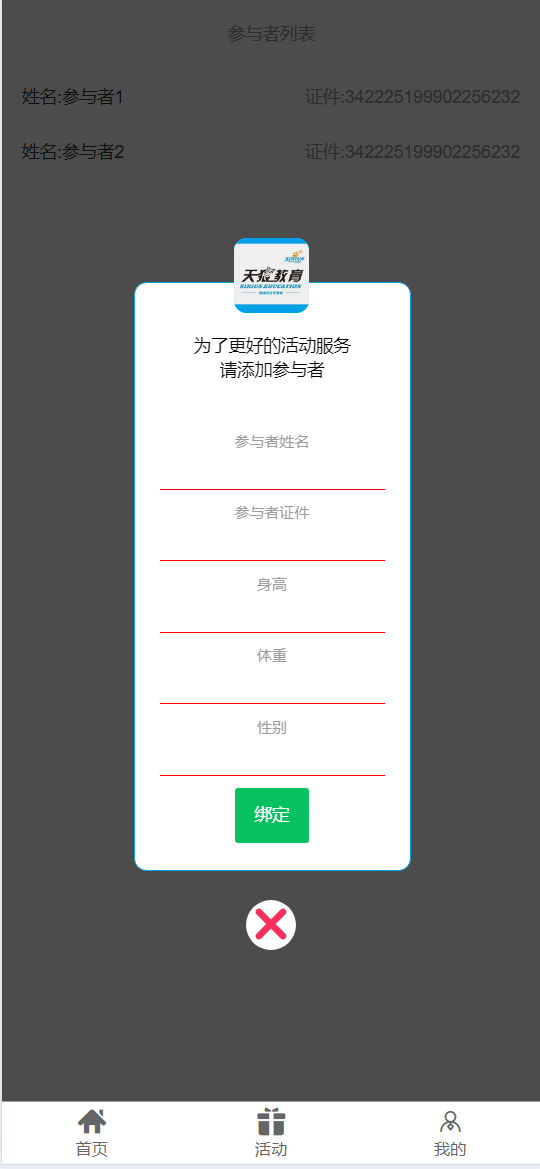 参与者列表
姓名:参与者1 证件:342225199902256232
姓名:参与者2 证件:342225199902256232
天狼教育
SIRIUS EDUCATION
为了更好的活动服务
请添加参与者
参与者姓名
参与者证件
身高
体重
性别
绑定
首页 活动 我的